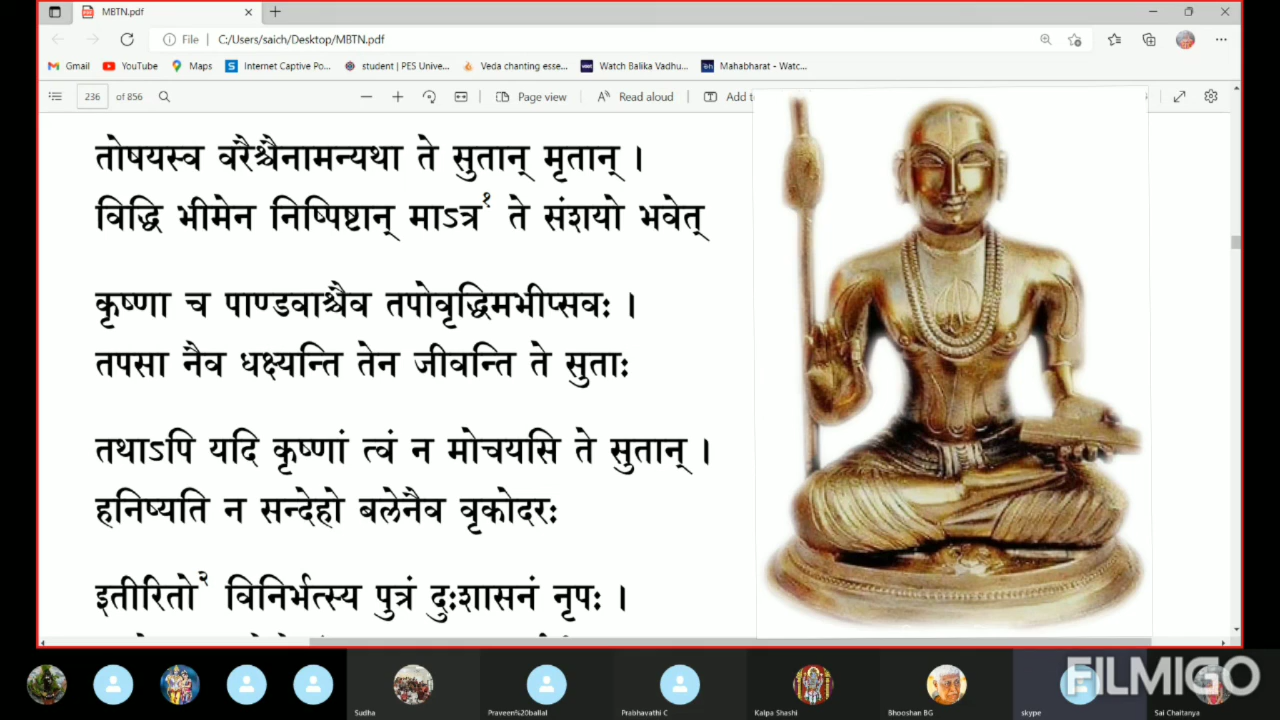 MBTN.pdf
File | C:/Users/saich/Desktop/MBTN.pdf
Gmail YouTube Maps Internet Captive Po... student | PES Unive... Veda chanting esse... Watch Balika Vadhu... Mahabharat - Watc...
236 of 856 Page view Read aloud Add t
तोषयस्व वरैश्चैनामन्यथा ते सुतान् मृतान् ।
विद्धि भीमेन निष्पिष्टान् माऽत्र१ ते संशयो भवेत्
कृष्णा च पाण्डवाश्चैव तपोवृद्धिमभीप्सवः ।
तपसा नैव धक्ष्यन्ति तेन जीवन्ति ते सुताः
तथाऽपि यदि कृष्णां त्वं न मोचयसि ते सुतान् ।
हनिष्यति न सन्देहो बलेनैव वृकोदरः
इतीरितो२ विनिर्भत्स्य पुत्रं दुःशासनं नृपः ।
FILMIGO
Sudha Praveen%20ballal Prabhavathi C Kalpa Shashi Bhooshan BG skype Sai Chaitanya